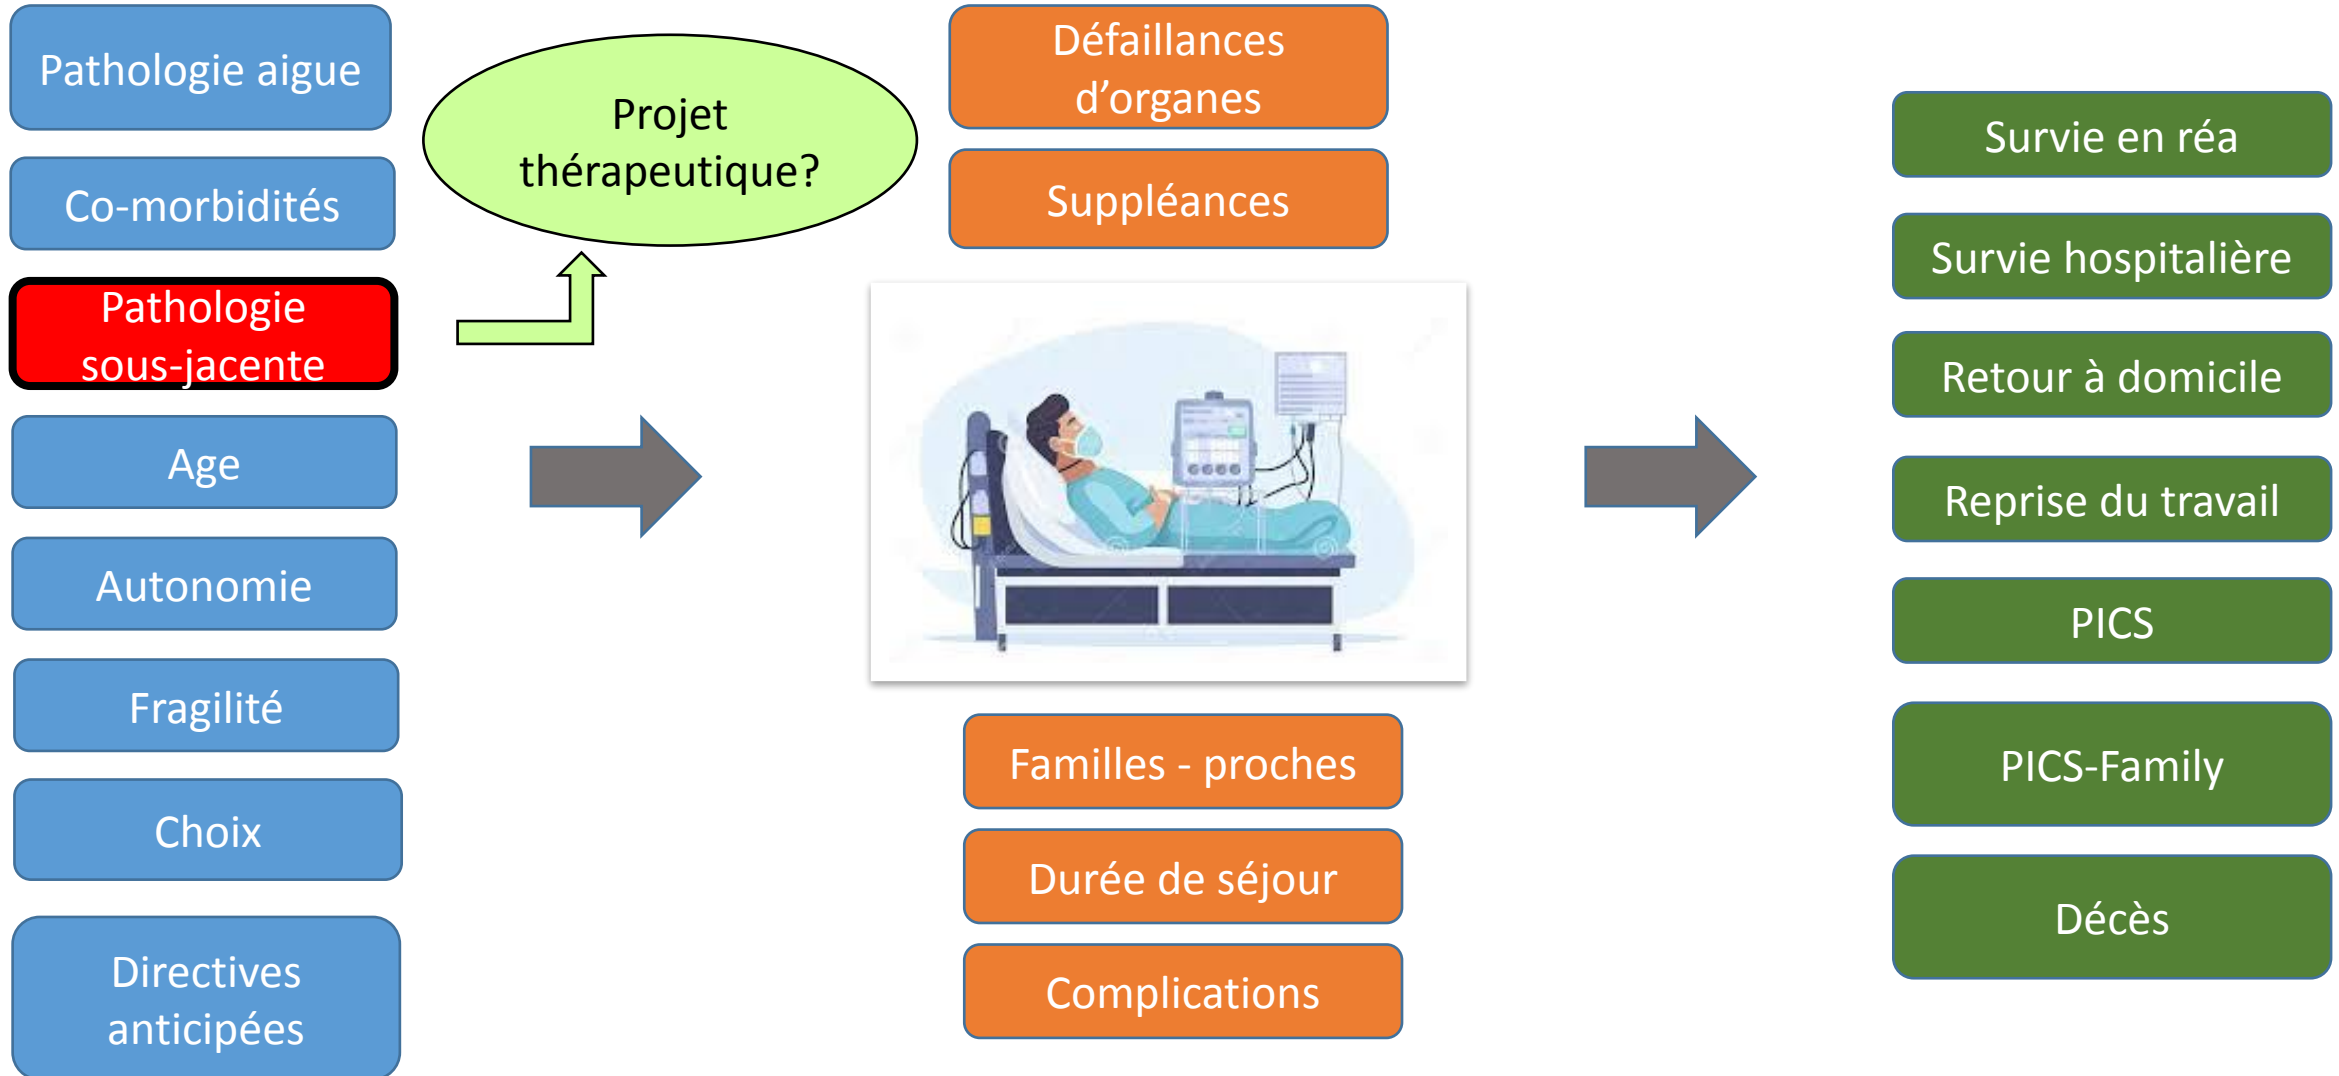 Pathologie aigue
Co-morbidités
Pathologie
sous-jacente
Age
Autonomie
Fragilité
Choix
Directives
anticipées
Projet
thérapeutique?
Défaillances
d’organes
Suppléances
Familles - proches
Durée de séjour
Complications
Survie en réa
Survie hospitalière
Retour à domicile
Reprise du travail
PICS
PICS-Family
Décès